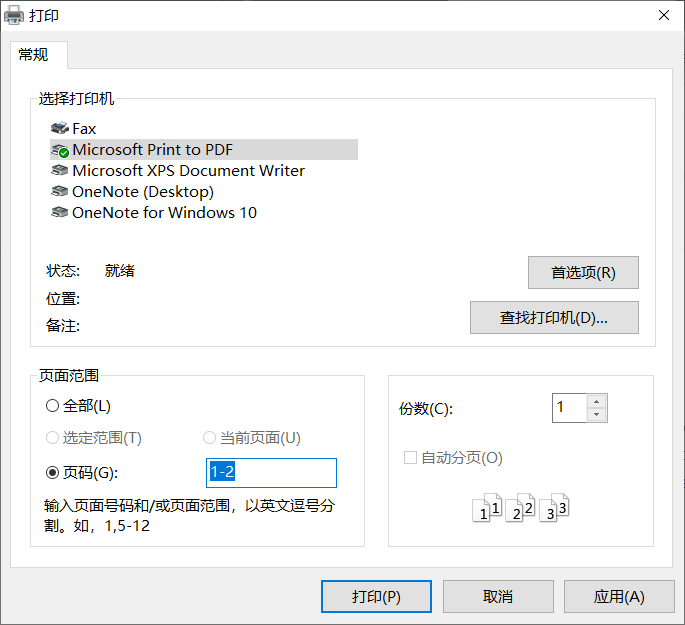 打印
常规
选择打印机
Fax
Microsoft Print to PDF
Microsoft XPS Document Writer
OneNote (Desktop)
OneNote for Windows 10
状态: 就绪
首选项(R)
位置:
备注:
查找打印机(D)...
页面范围
全部(L)
选定范围(T) 当前页面(U)
页码(G): 1-2
输入页面号码和/或页面范围，以英文逗号分
割。如，1,5-12
份数(C): 1
自动分页(O)
1 1 2 2 3 3
打印(P) 取消 应用(A)